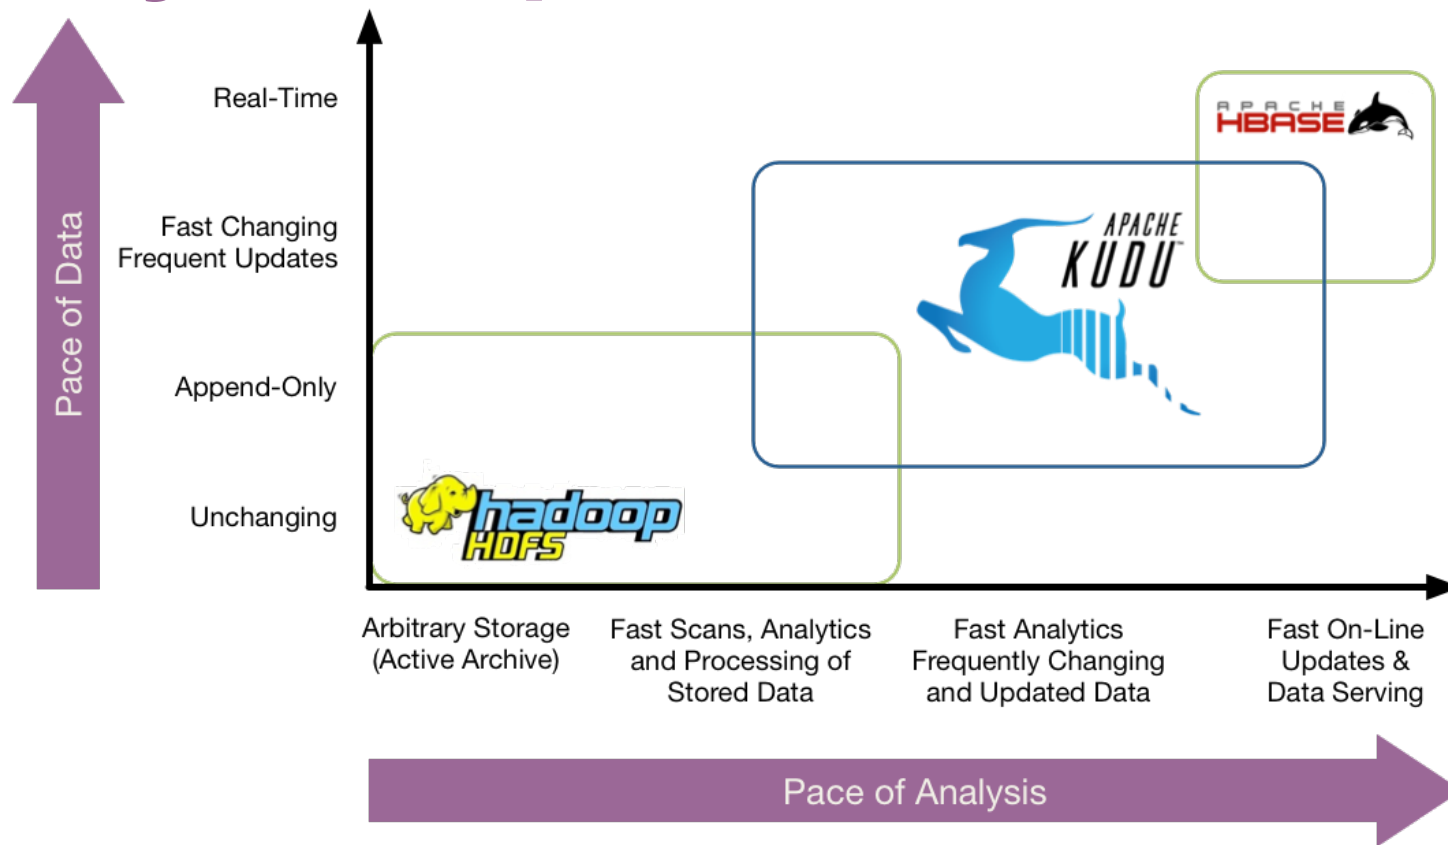 Real-Time
Fast Changing
Frequent Updates
Append-Only
Unchanging
Pace of Data
APACHE
HBASE
APACHE
KUDU™
hadoop
HDFS
Arbitrary Storage
(Active Archive)
Fast Scans, Analytics
and Processing of
Stored Data
Fast Analytics
Frequently Changing
and Updated Data
Fast On-Line
Updates &
Data Serving
Pace of Analysis